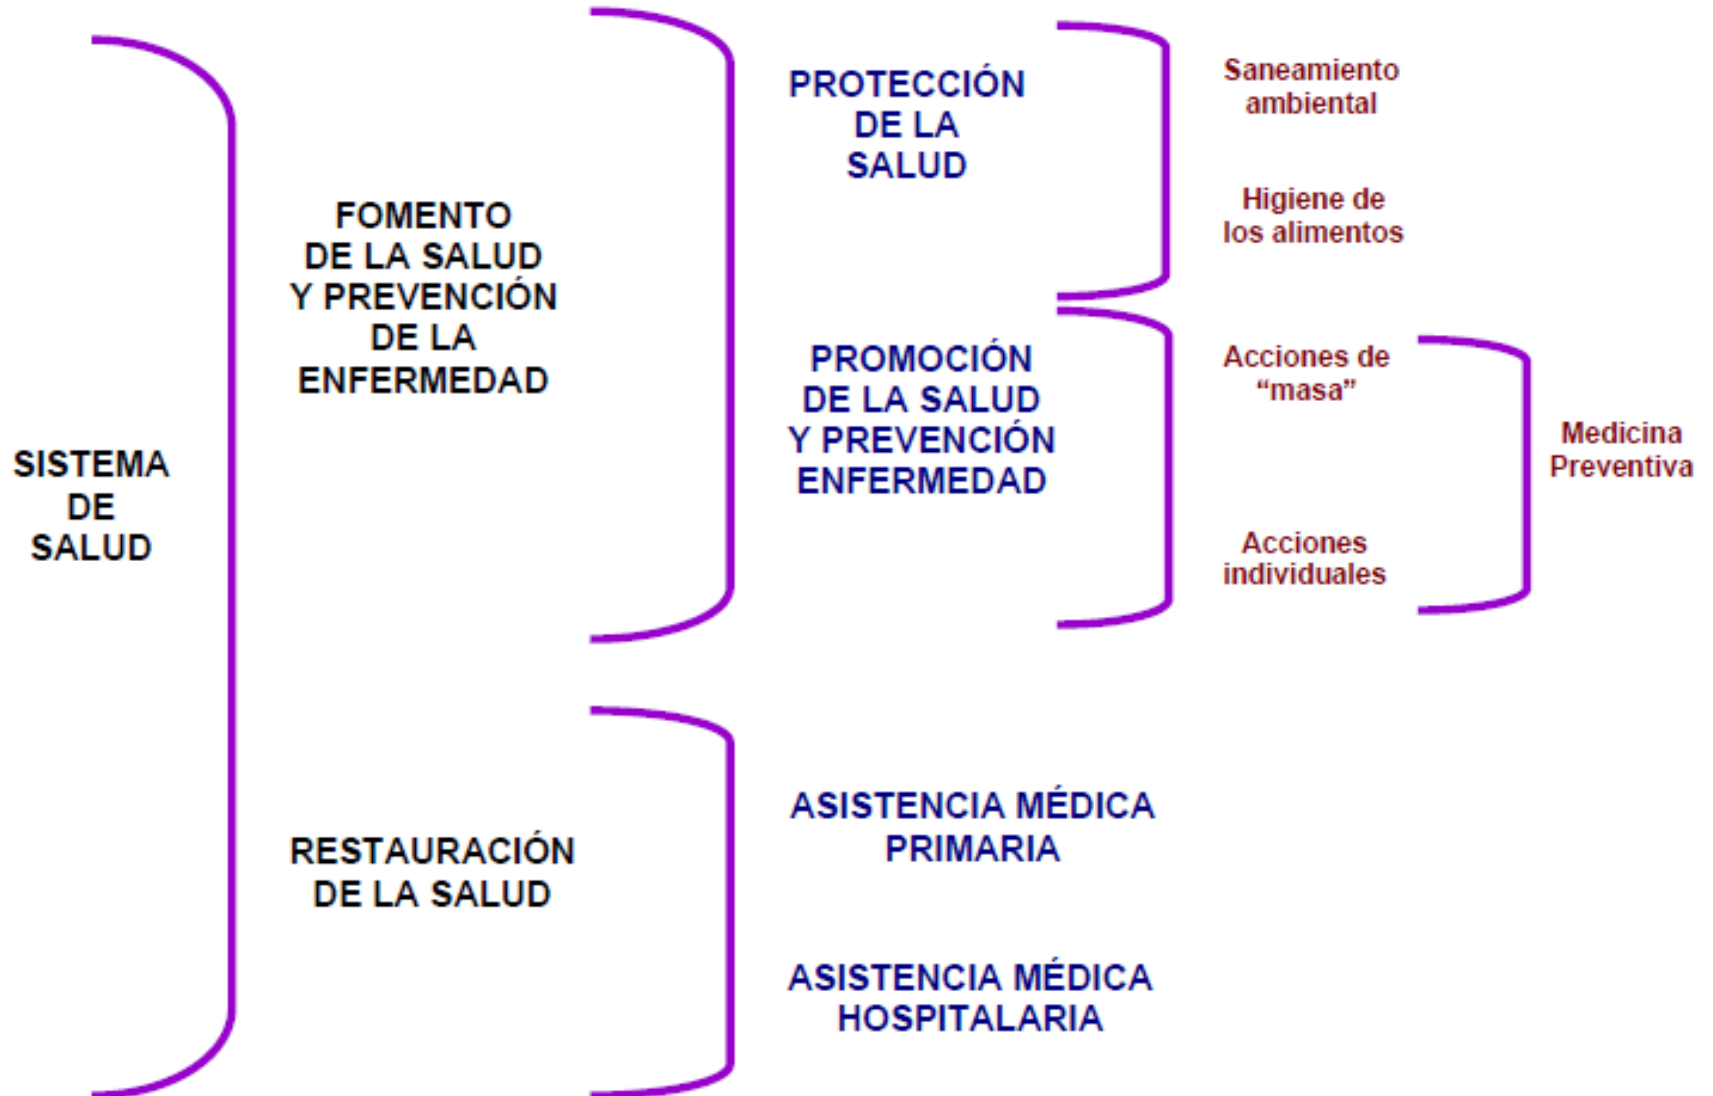 SISTEMA
DE
SALUD
FOMENTO
DE LA SALUD
Y PREVENCIÓN
DE LA
ENFERMEDAD
PROTECCIÓN
DE LA
SALUD
Saneamiento
ambiental
Higiene de
los alimentos
PROMOCIÓN
DE LA SALUD
Y PREVENCIÓN
ENFERMEDAD
Acciones de
“masa”
Acciones
individuales
Medicina
Preventiva
RESTAURACIÓN
DE LA SALUD
ASISTENCIA MÉDICA
PRIMARIA
ASISTENCIA MÉDICA
HOSPITALARIA